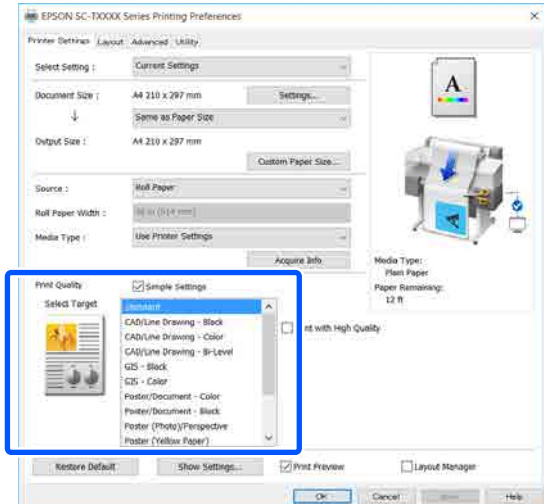 EPSON SC-TXXXX Series Printing Preferences
Printer Settings Layout Advanced Utility
Select Setting : Current Settings
Document Size : A4 210 x 297 mm Settings...
Same as Paper Size
Output Size : A4 210 x 297 mm
Custom Paper Size...
Source : Roll Paper
Roll Paper Width :
Media Type : Use Printer Settings
Acquire Info
A
Media Type:
Plain Paper
Paper Remaining:
12 ft
Print Quality Simple Settings
Select Target Standard
CAD/Line Drawing - Black
CAD/Line Drawing - Color
CAD/Line Drawing - Bi-Level
GIS - Black
GIS - Color
Poster/Document - Color
Poster/Document - Black
Poster (Photo)/Perspective
Poster (Yellow Paper)
nt with High Quality
Restore Default Show Settings... Print Preview Layout Manager
OK Cancel Help